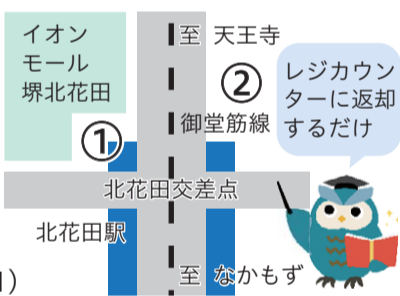 イオン
モール
堺北花田
至 天王寺
②
レジカウン
ターに返却
するだけ
御堂筋線
①
北花田交差点
北花田駅
至 なかもず
)